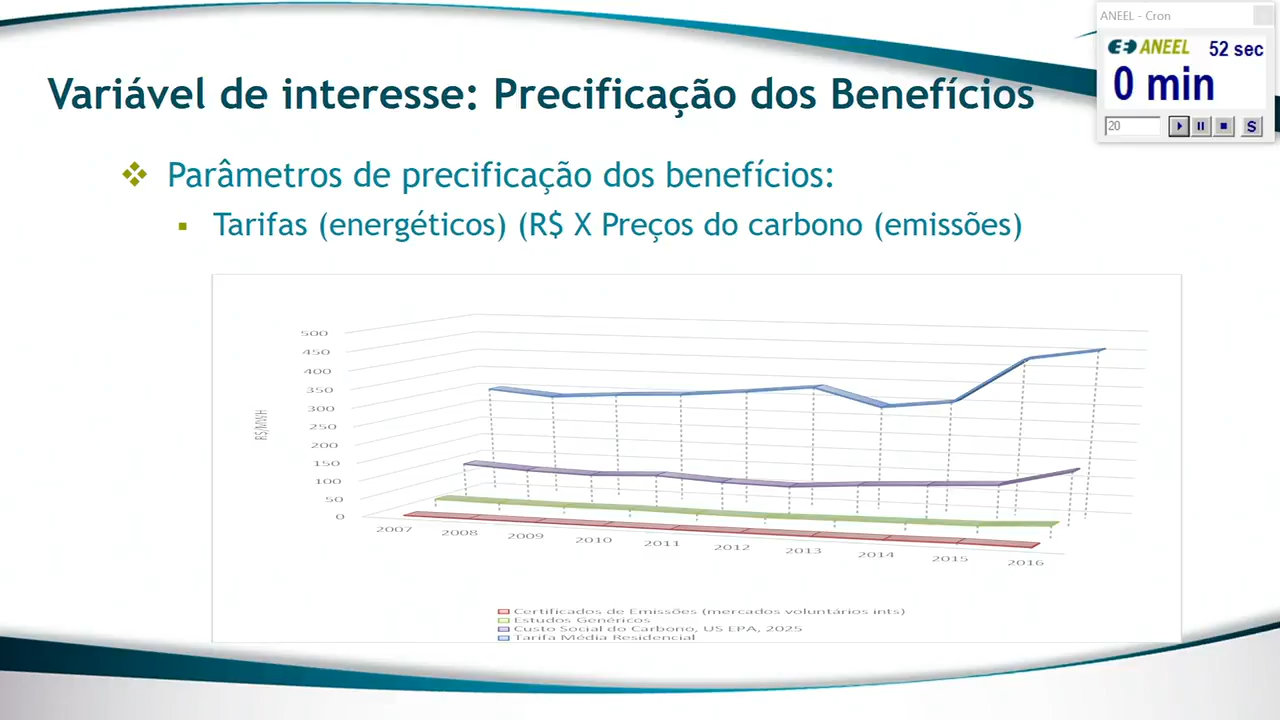 ANEEL - Cron
ANEEL 52 sec
0 min
20
S
Variável de interesse: Precificação dos Benefícios
Parâmetros de precificação dos benefícios:
Tarifas (energéticos) (R$ X Preços do carbono (emissões)
500
450
400
350
300
250
200
150
100
50
0
R$/MWH
2007
2008
2009
2010
2011
2012
2013
2014
2015
2016
Certificados de Emissões (mercados voluntários ints)
Estudos Genéricos
Custo Social do Carbono, US EPA, 2025
Tarifa Média Residencial